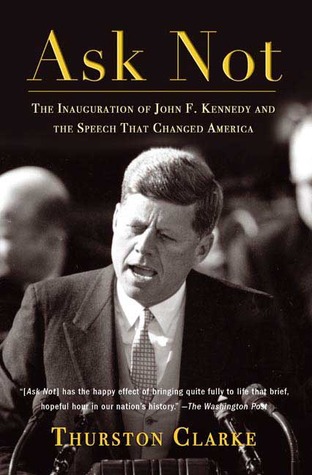 Ask Not
The Inauguration of John F. Kennedy and
the Speech That Changed America
“[Ask Not] has the happy effect of bringing quite fully to life that brief,
hopeful hour in our nation's history.” —The Washington Post
Thurston Clarke